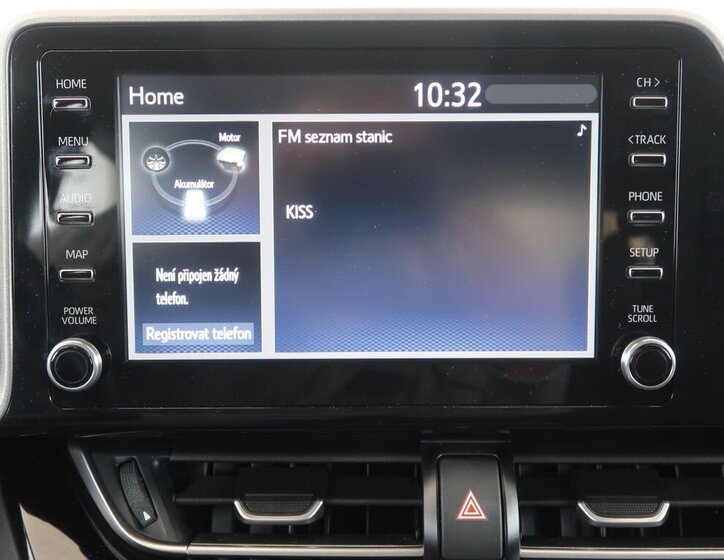 HOME
MENU
AUDIO
MAP
POWER
VOLUME
Home 10:32
Motor
Akumulátor
Není připojen žádný
telefon.
Registrovat telefon
FM seznam stanic
KISS
CH >
<TRACK
PHONE
SETUP
TUNE
SCROLL